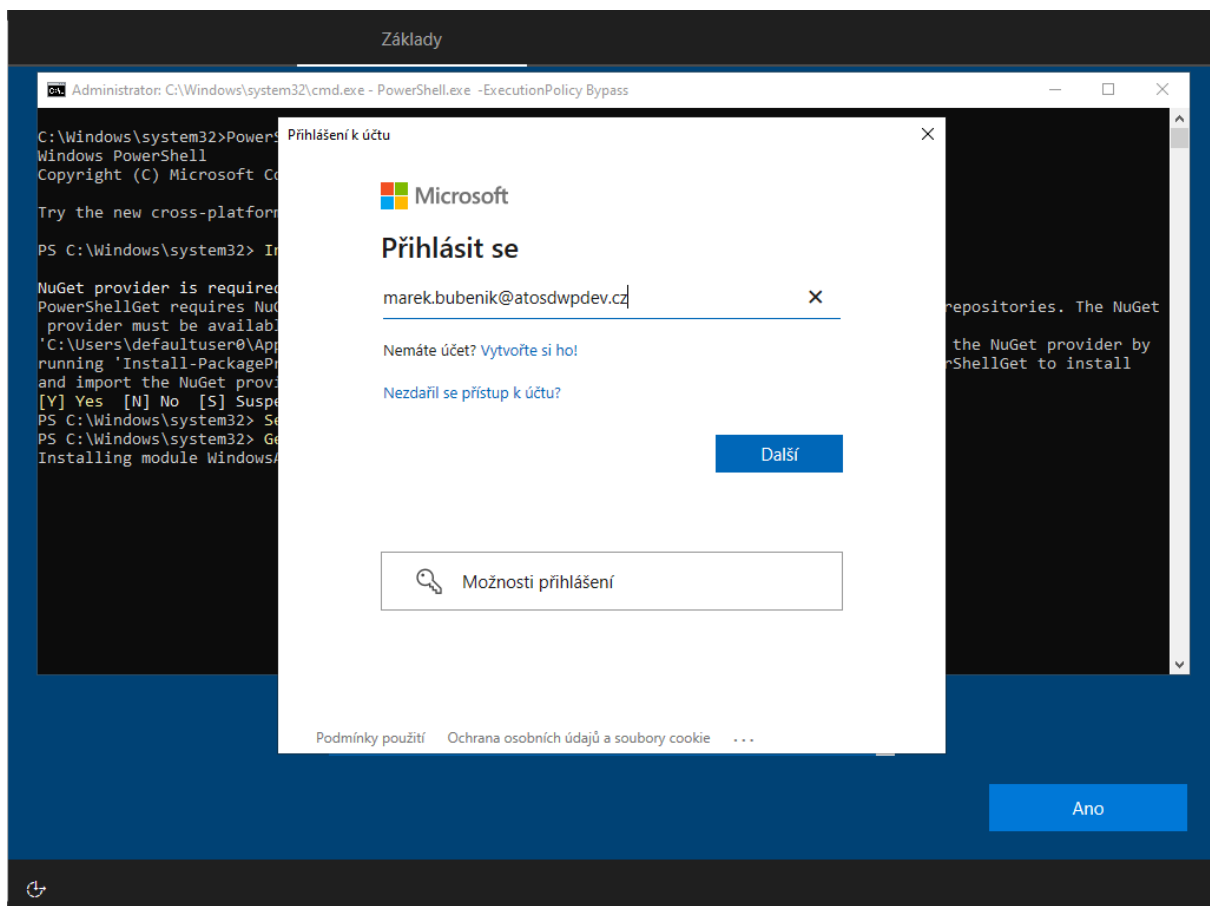 Základy
Administrator: C:\Windows\system32\cmd.exe - PowerShell.exe -ExecutionPolicy Bypass
C:\Windows\system32>PowerS
Windows PowerShell
Copyright (C) Microsoft Co
Try the new cross-platform
PS C:\Windows\system32> In
NuGet provider is required
PowerShellGet requires NuG repositories. The NuGet
provider must be availabl
'C:\Users\defaultuser0\App the NuGet provider by
running 'Install-PackagePr rShellGet to install
and import the NuGet provi
[Y] Yes [N] No [S] Suspe
PS C:\Windows\system32> Se
PS C:\Windows\system32> Ge
Installing module WindowsA
Přihlášení k účtu
Microsoft
Přihlásit se
marek.bubenik@atosdwpdev.cz
Nemáte účet? Vytvořte si ho!
Nezdařil se přístup k účtu?
Další
Možnosti přihlášení
Podmínky použití Ochrana osobních údajů a soubory cookie ...
Ano